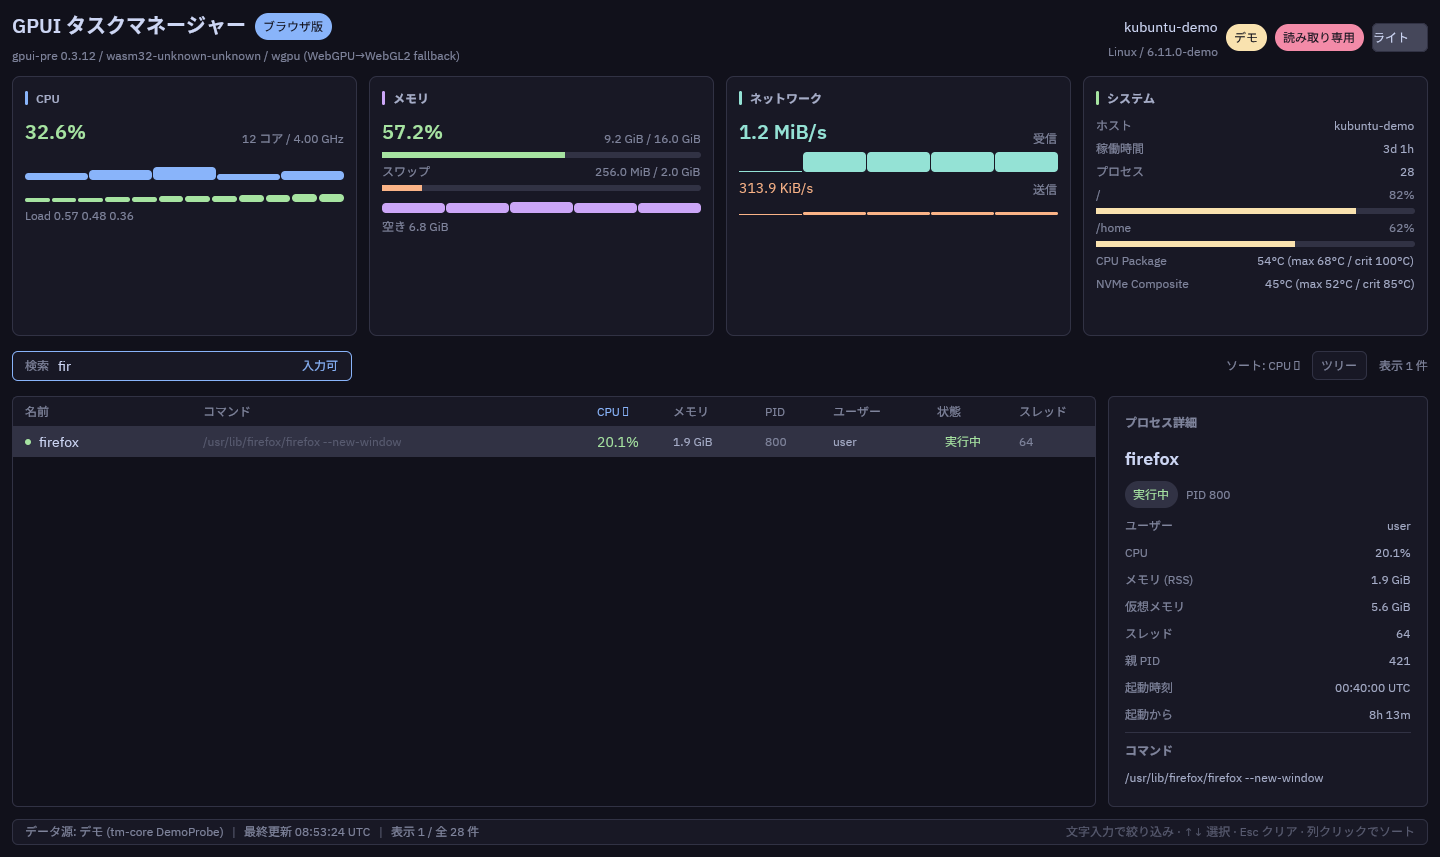 GPUI タスクマネージャー ブラウザ版
gpui-pre 0.3.12 / wasm32-unknown-unknown / wgpu (WebGPU→WebGL2 fallback)
kubuntu-demo
Linux / 6.11.0-demo
デモ 読み取り専用 ライト
CPU
32.6% 12 コア / 4.00 GHz
Load 0.57 0.48 0.36
メモリ
57.2% 9.2 GiB / 16.0 GiB
スワップ 256.0 MiB / 2.0 GiB
空き 6.8 GiB
ネットワーク
1.2 MiB/s 受信
313.9 KiB/s 送信
システム
ホスト kubuntu-demo
稼働時間 3d 1h
プロセス 28
/ 82%
/home 62%
CPU Package 54°C (max 68°C / crit 100°C)
NVMe Composite 45°C (max 52°C / crit 85°C)
検索 fir 入力可
ソート: CPU ツリー 表示 1 件
名前 コマンド CPU メモリ PID ユーザー 状態 スレッド
firefox /usr/lib/firefox/firefox --new-window 20.1% 1.9 GiB 800 user 実行中 64
プロセス詳細
firefox
実行中 PID 800
ユーザー user
CPU 20.1%
メモリ (RSS) 1.9 GiB
仮想メモリ 5.6 GiB
スレッド 64
親 PID 421
起動時刻 00:40:00 UTC
起動から 8h 13m
コマンド
/usr/lib/firefox/firefox --new-window
データ源: デモ (tm-core DemoProbe) | 最終更新 08:53:24 UTC | 表示 1 / 全 28 件
文字入力で絞り込み · ↑↓ 選択 · Esc クリア · 列クリックでソート